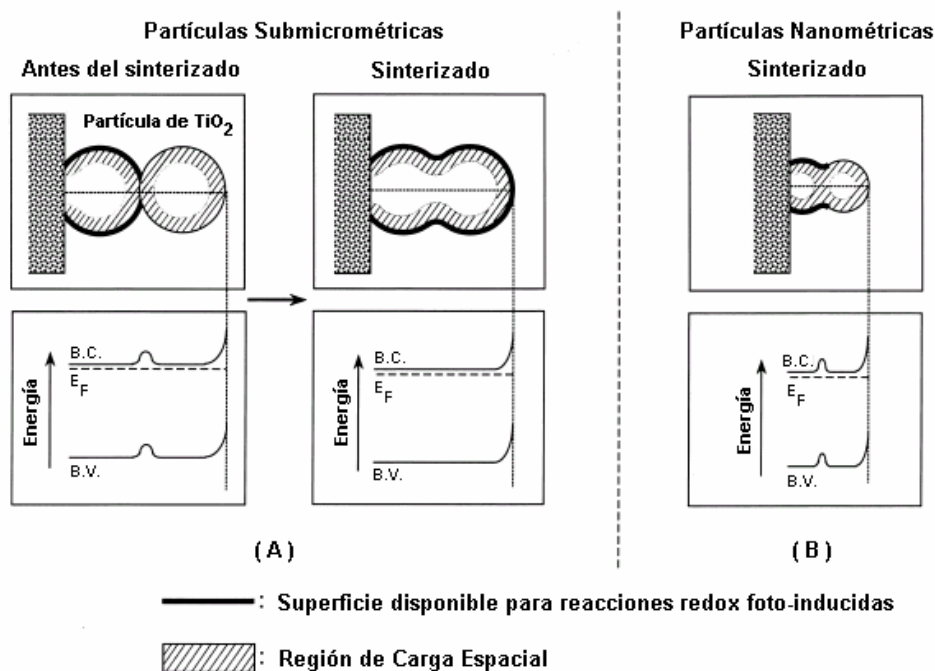 Partículas Submicrométricas
Partículas Nanométricas
Antes del sinterizado
Sinterizado
Sinterizado
Partícula de TiO2
B.C.
EF
B.V.
Energía
B.C.
EF
B.V.
Energía
B.C.
EF
B.V.
Energía
( A )
( B )
: Superficie disponible para reacciones redox foto-inducidas
: Región de Carga Espacial